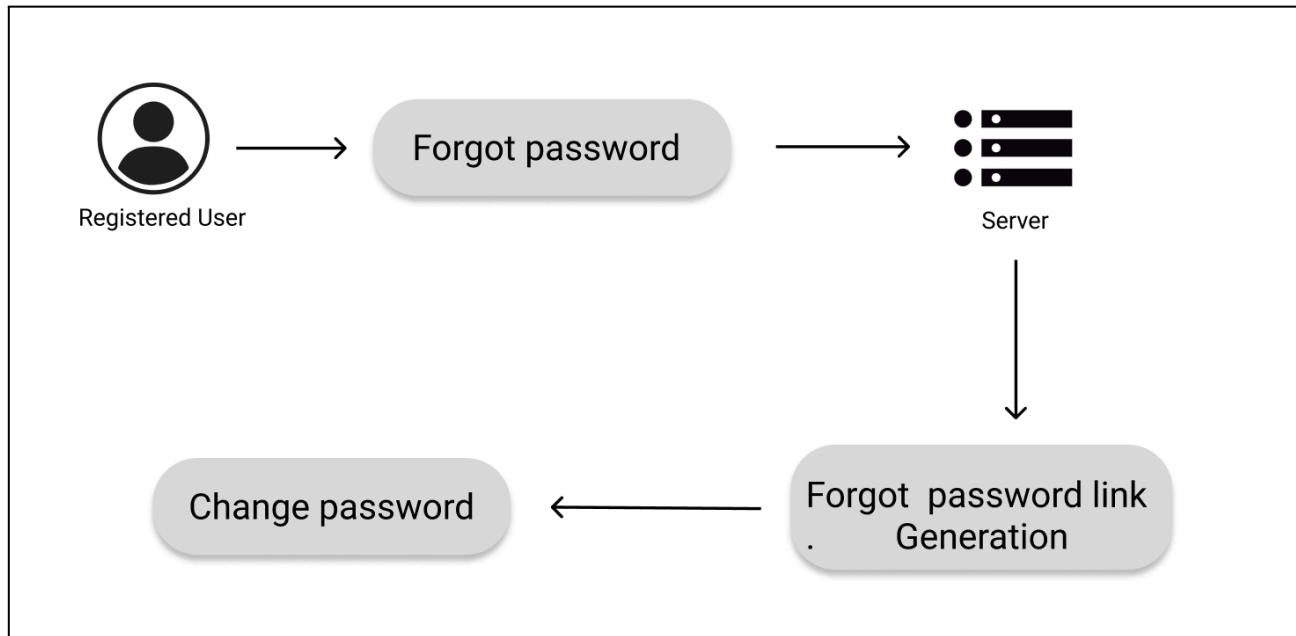 Forgot password
Registered User
Server
Forgot password link
. Generation
Change password